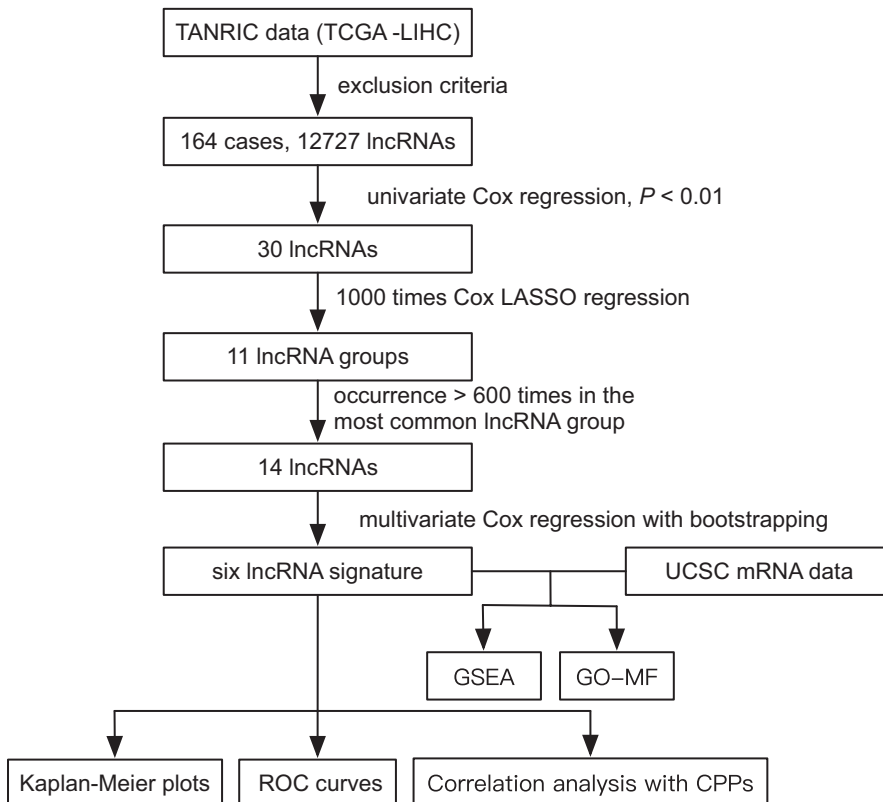 TANRIC data (TCGA -LIHC)
exclusion criteria
164 cases, 12727 lncRNAs
univariate Cox regression, P < 0.01
30 lncRNAs
1000 times Cox LASSO regression
11 lncRNA groups
occurrence > 600 times in the
most common lncRNA group
14 lncRNAs
multivariate Cox regression with bootstrapping
six lncRNA signature
UCSC mRNA data
GSEA
GO–MF
Kaplan-Meier plots
ROC curves
Correlation analysis with CPPs